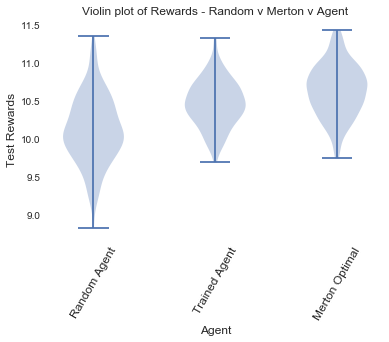 Violin plot of Rewards - Random v Merton v Agent
11.5
11.0
10.5
10.0
9.5
9.0
Test Rewards
Random Agent
Trained Agent
Merton Optimal
Agent